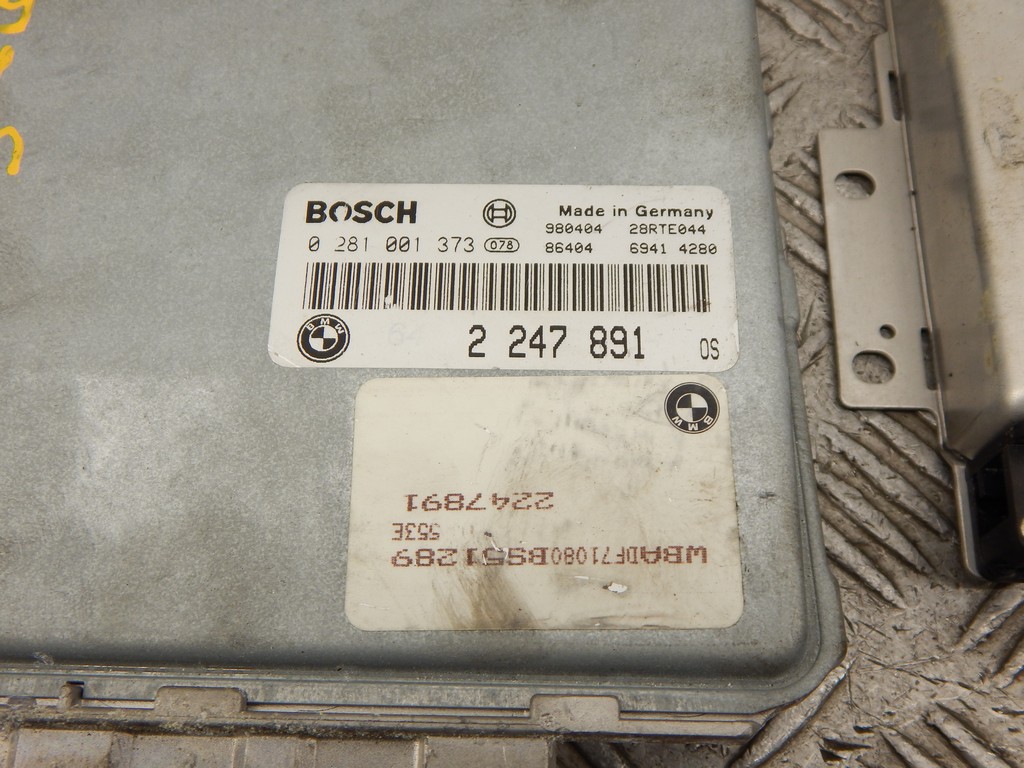 BOSCH
Made in Germany
980404 28RTE044
0 281 001 373 078
86404 6941 4280
BMW
2 247 891 OS
BMW
WBADF71080BS51289
553E
2247891